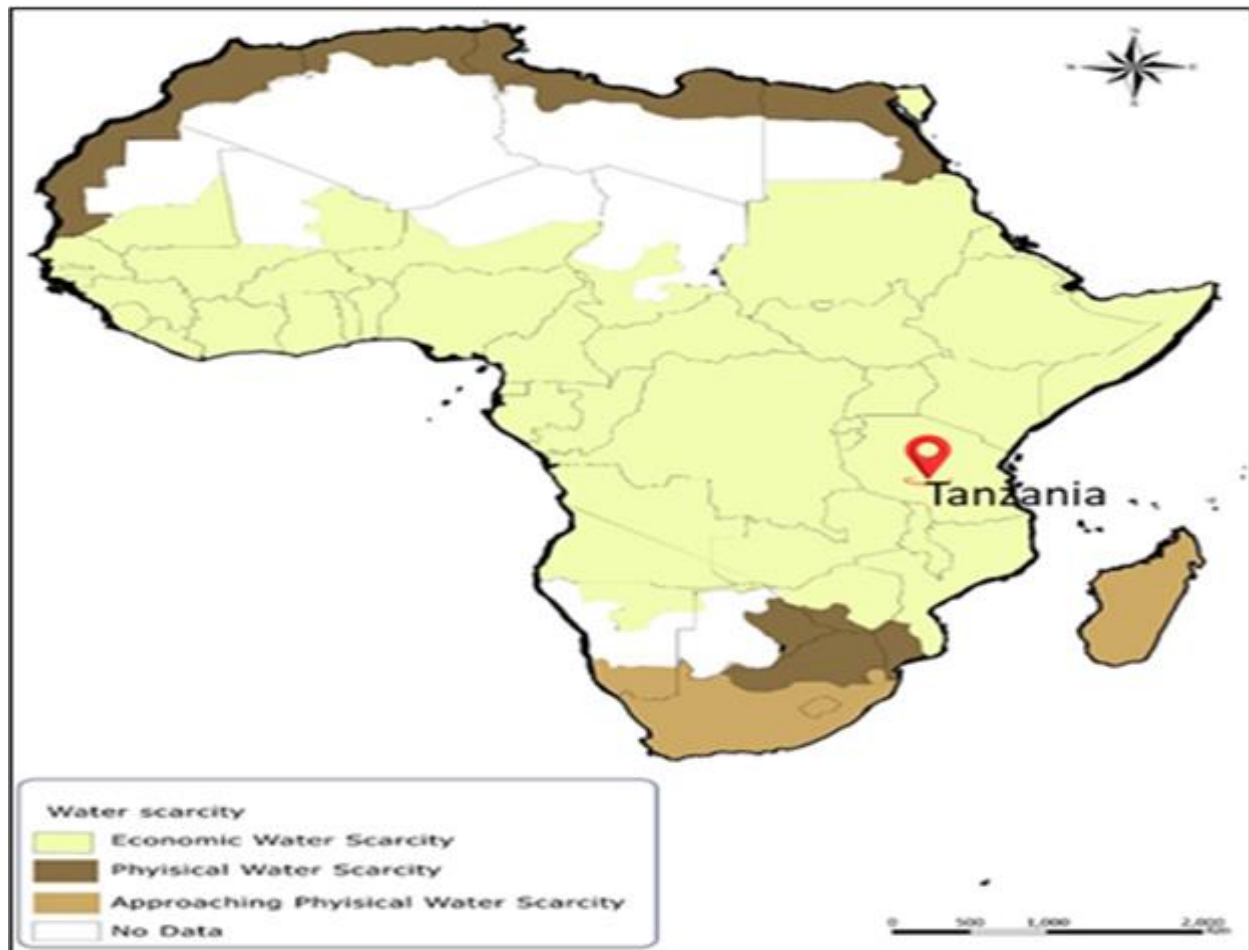 Tanzania
Water scarcity
Economic Water Scarcity
Phyisical Water Scarcity
Approaching Phyisical Water Scarcity
No Data
0 500 1,000 2,000